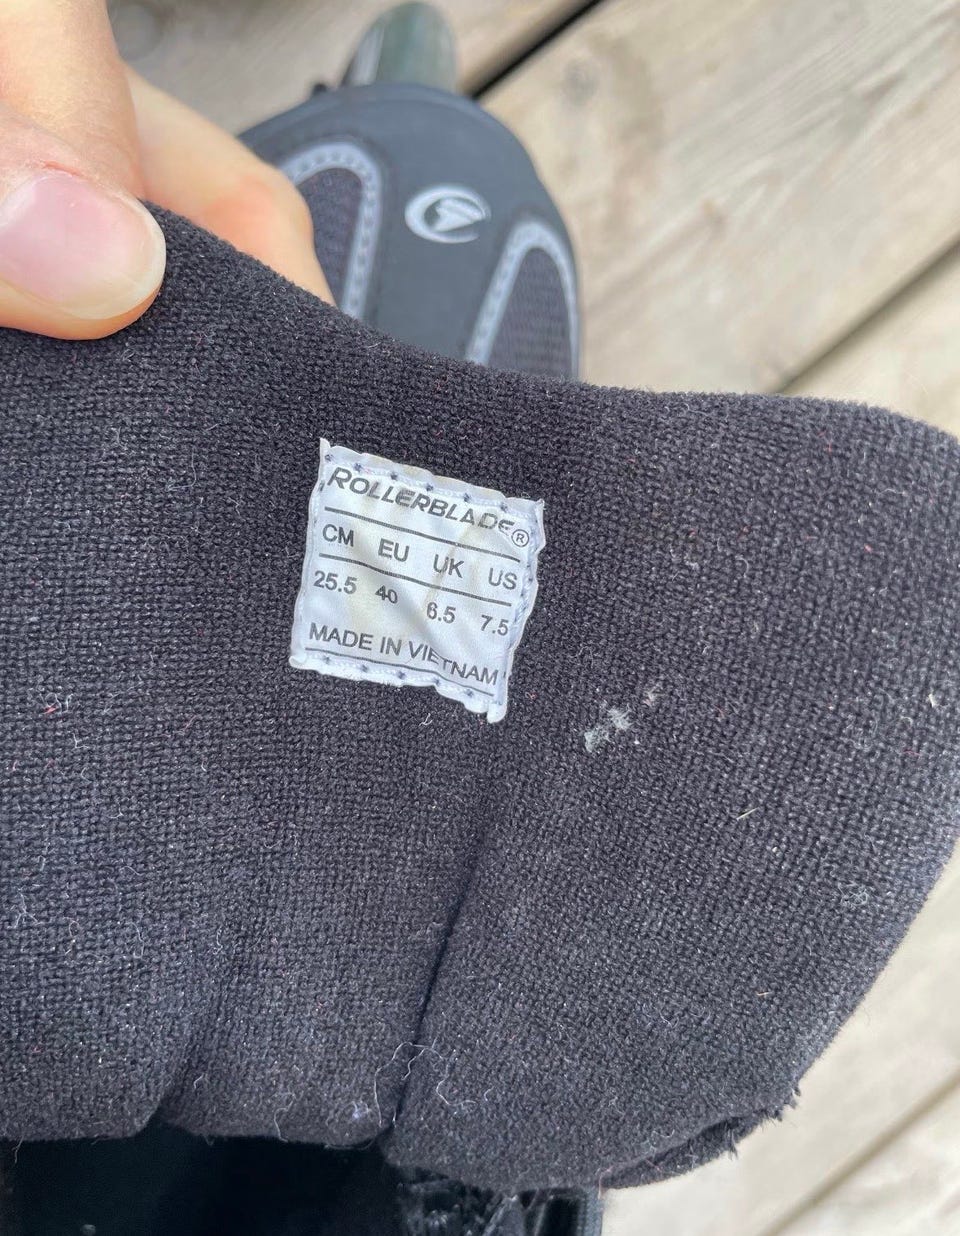 ROLLERBLADE®
CM EU UK US
25.5 40 6.5 7.5
MADE IN VIETNAM